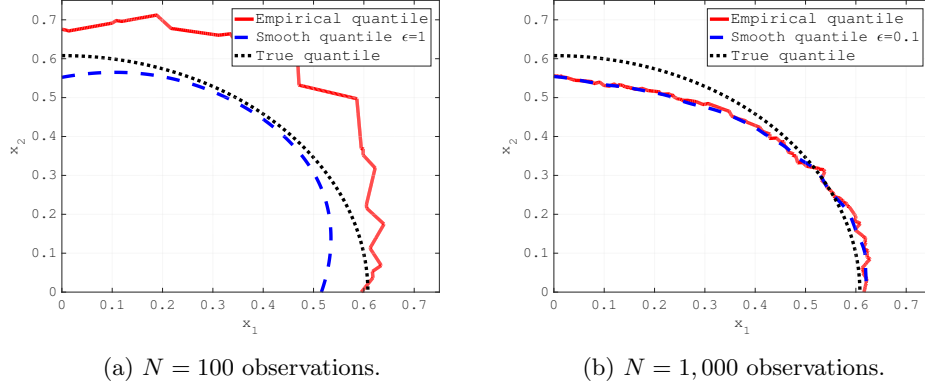 0.7
0.6
0.5
0.4
0.3
0.2
0.1
0
x2
Empirical quantile
Smooth quantile ϵ=1
True quantile
0 0.1 0.2 0.3 0.4 0.5 0.6 0.7
x1
(a) N = 100 observations.
0.7
0.6
0.5
0.4
0.3
0.2
0.1
0
x2
Empirical quantile
Smooth quantile ϵ=0.1
True quantile
0 0.1 0.2 0.3 0.4 0.5 0.6 0.7
x1
(b) N = 1,000 observations.